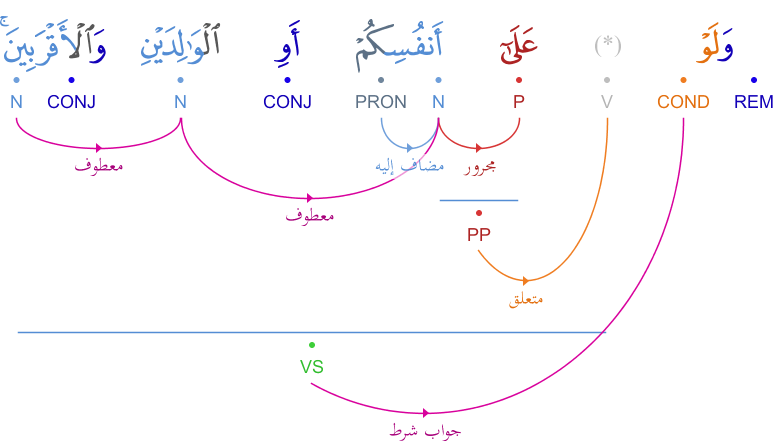 وَلَوْ (*) عَلَىٰٓ أَنفُسِكُمْ أَوِ ٱلْوَٰلِدَيْنِ وَٱلْأَقْرَبِينَ ۚ
REM COND V P N PRON CONJ N CONJ N
مجرور مضاف إليه معطوف
معطوف
PP
متعلق
VS
جواب شرط